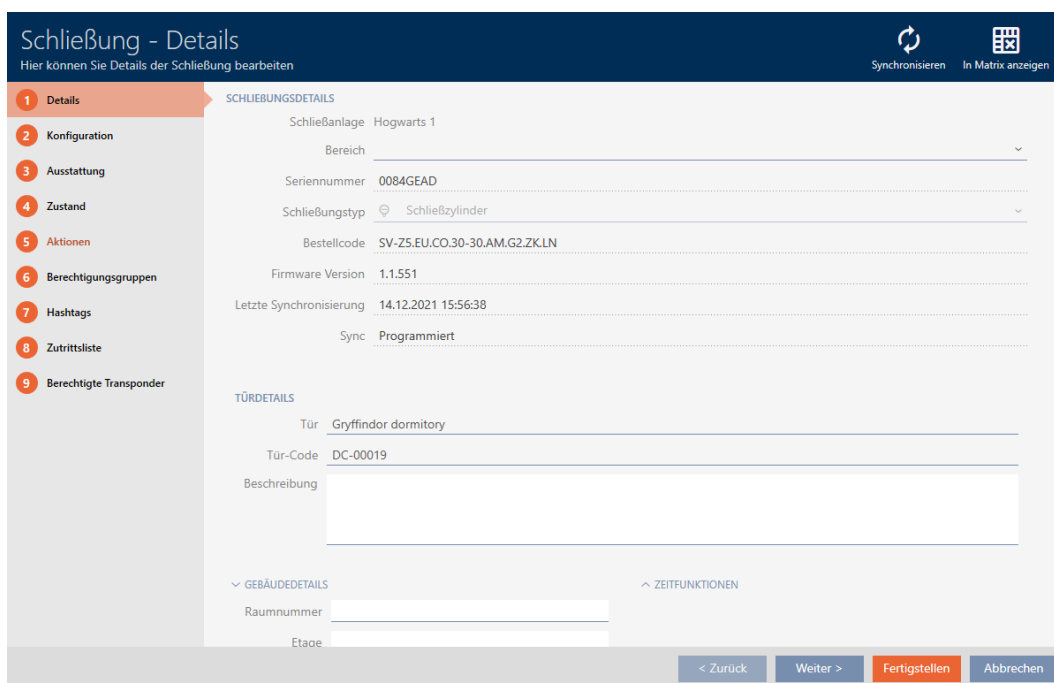 Schließung - Details
Hier können Sie Details der Schließung bearbeiten
Synchronisieren
In Matrix anzeigen
1 Details
2 Konfiguration
3 Ausstattung
4 Zustand
5 Aktionen
6 Berechtigungsgruppen
7 Hashtags
8 Zutrittsliste
9 Berechtigte Transponder
SCHLIEßUNGSDETAILS
Schließanlage Hogwarts 1
Bereich
Seriennummer 0084GEAD
Schließungstyp Schließzylinder
Bestellcode SV-Z5.EU.CO.30-30.AM.G2.ZK.LN
Firmware Version 1.1.551
Letzte Synchronisierung 14.12.2021 15:56:38
Sync Programmiert
TÜRDETAILS
Tür Gryffindor dormitory
Tür-Code DC-00019
Beschreibung
GEBÄUDEDETAILS
Raumnummer
Etage
ZEITFUNKTIONEN
< Zurück
Weiter >
Fertigstellen
Abbrechen